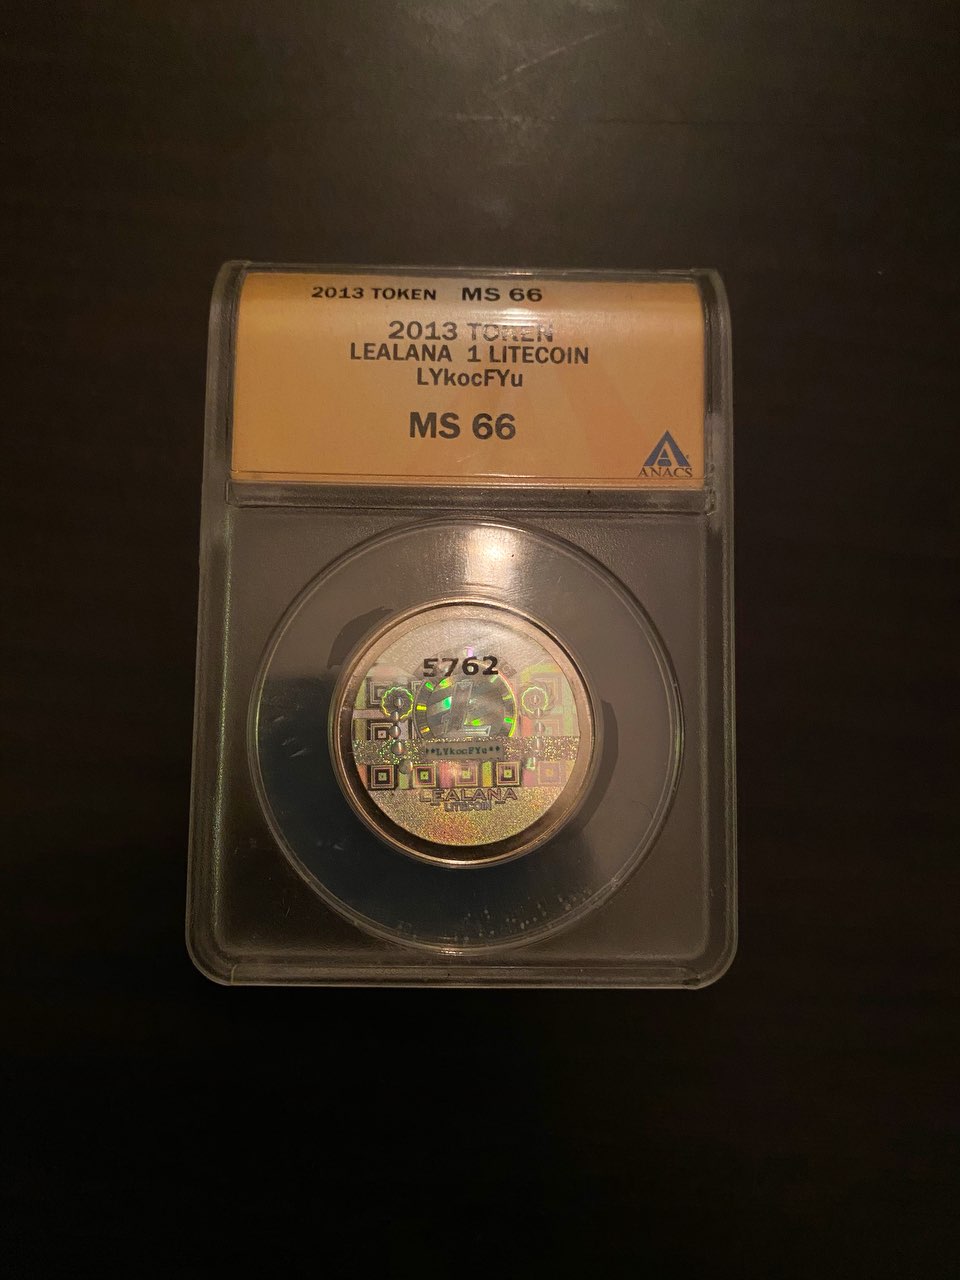 2013 TOKEN MS 66
2013 TOKEN
LEALANA 1 LITECOIN
LYkocFYu
MS 66
ANACS
5762
Ł
**LYkocFYu**
LEALANA
LITECOIN